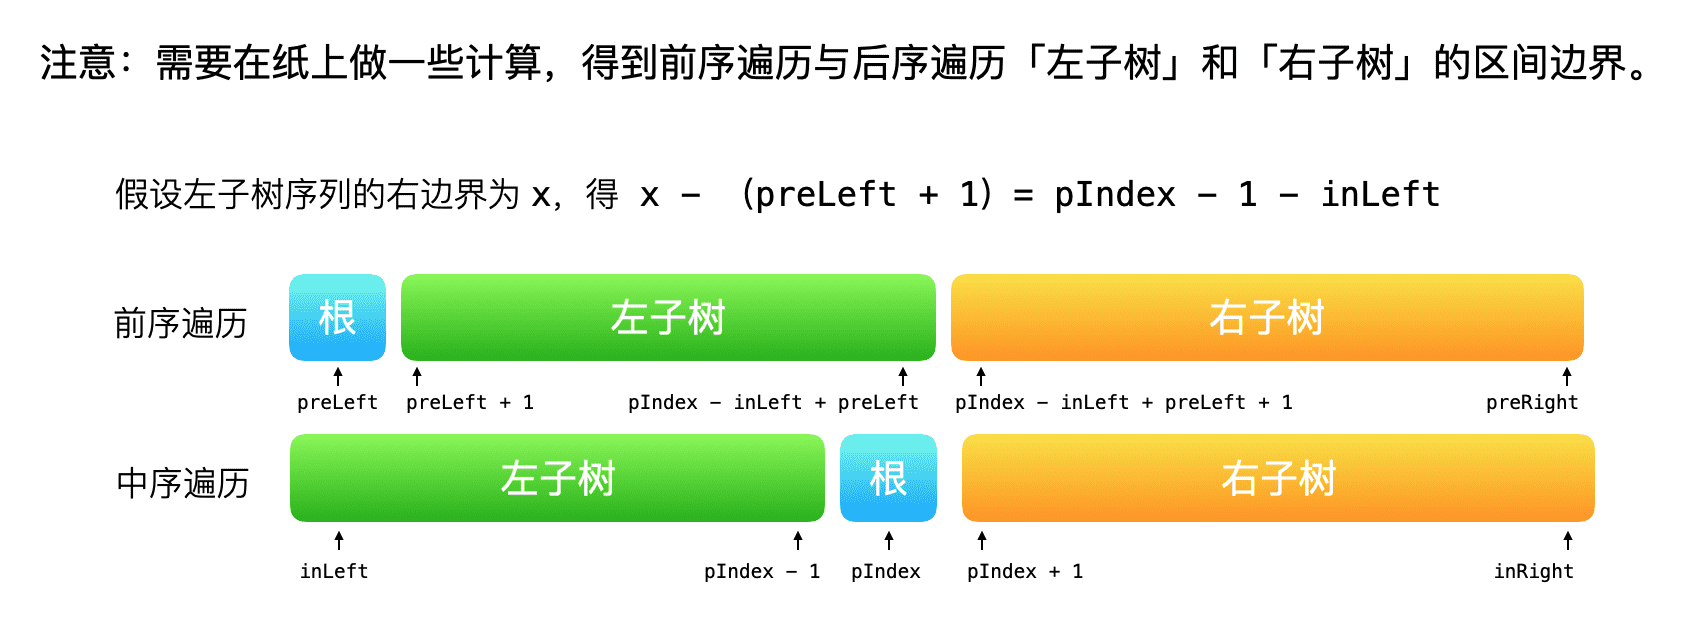 注意：需要在纸上做一些计算，得到前序遍历与后序遍历「左子树」和「右子树」的区间边界。
假设左子树序列的右边界为 x，得 x - （preLeft + 1）= pIndex - 1 - inLeft
前序遍历 根 左子树 右子树
preLeft preLeft + 1 pIndex - inLeft + preLeft pIndex - inLeft + preLeft + 1 preRight
中序遍历 左子树 根 右子树
inLeft pIndex - 1 pIndex pIndex + 1 inRight